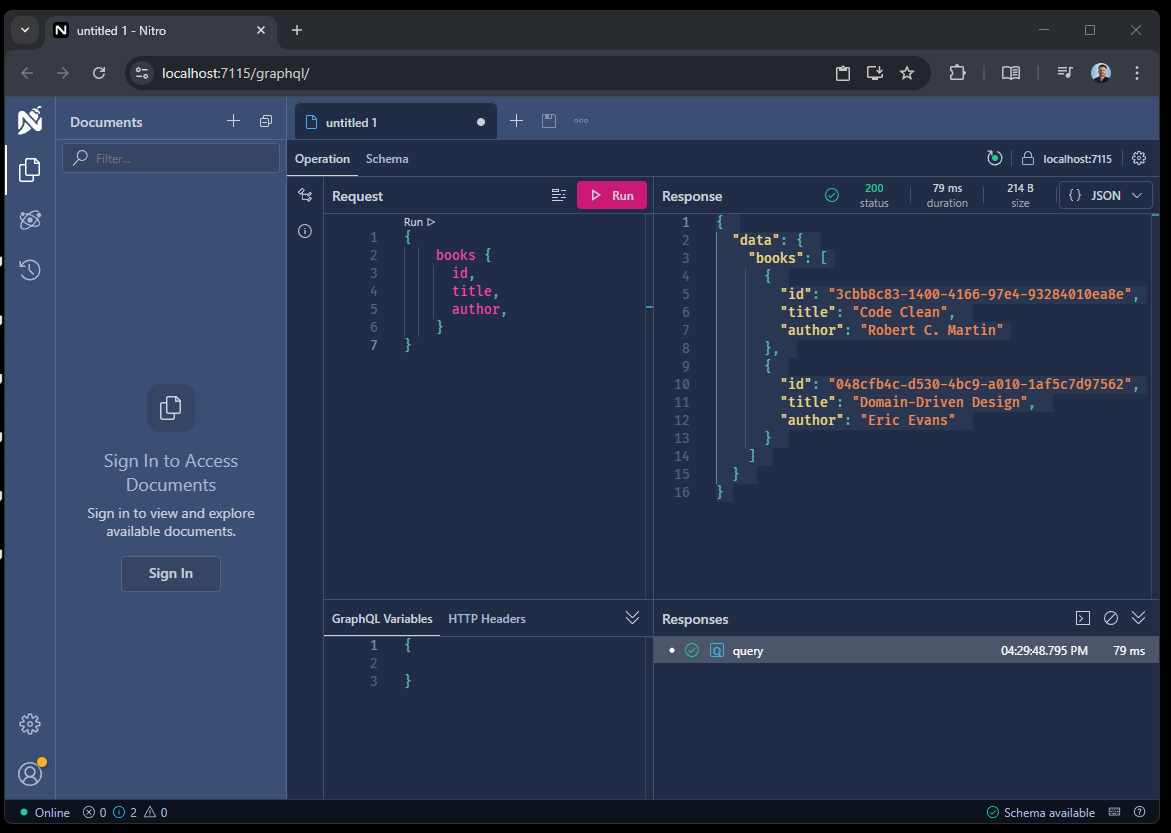 untitled 1 - Nitro
localhost:7115/graphql/
Documents
Filter...
Sign In to Access
Documents
Sign in to view and explore
available documents.
Sign In
untitled 1
Operation
Schema
localhost:7115
Request
Run
Run
1 {
2 books {
3 id,
4 title,
5 author,
6 }
7 }
Response
200
status
79 ms
duration
214 B
size
{} JSON
1 {
2 "data": {
3 "books": [
4 {
5 "id": "3cbb8c83-1400-4166-97e4-93284010ea8e",
6 "title": "Code Clean",
7 "author": "Robert C. Martin"
8 },
9 {
10 "id": "048cfb4c-d530-4bc9-a010-1af5c7d97562",
11 "title": "Domain-Driven Design",
12 "author": "Eric Evans"
13 }
14 ]
15 }
16 }
GraphQL Variables
HTTP Headers
1 {
2
3 }
Responses
Q query 04:29:48.795 PM 79 ms
Online 0 2 0
Schema available